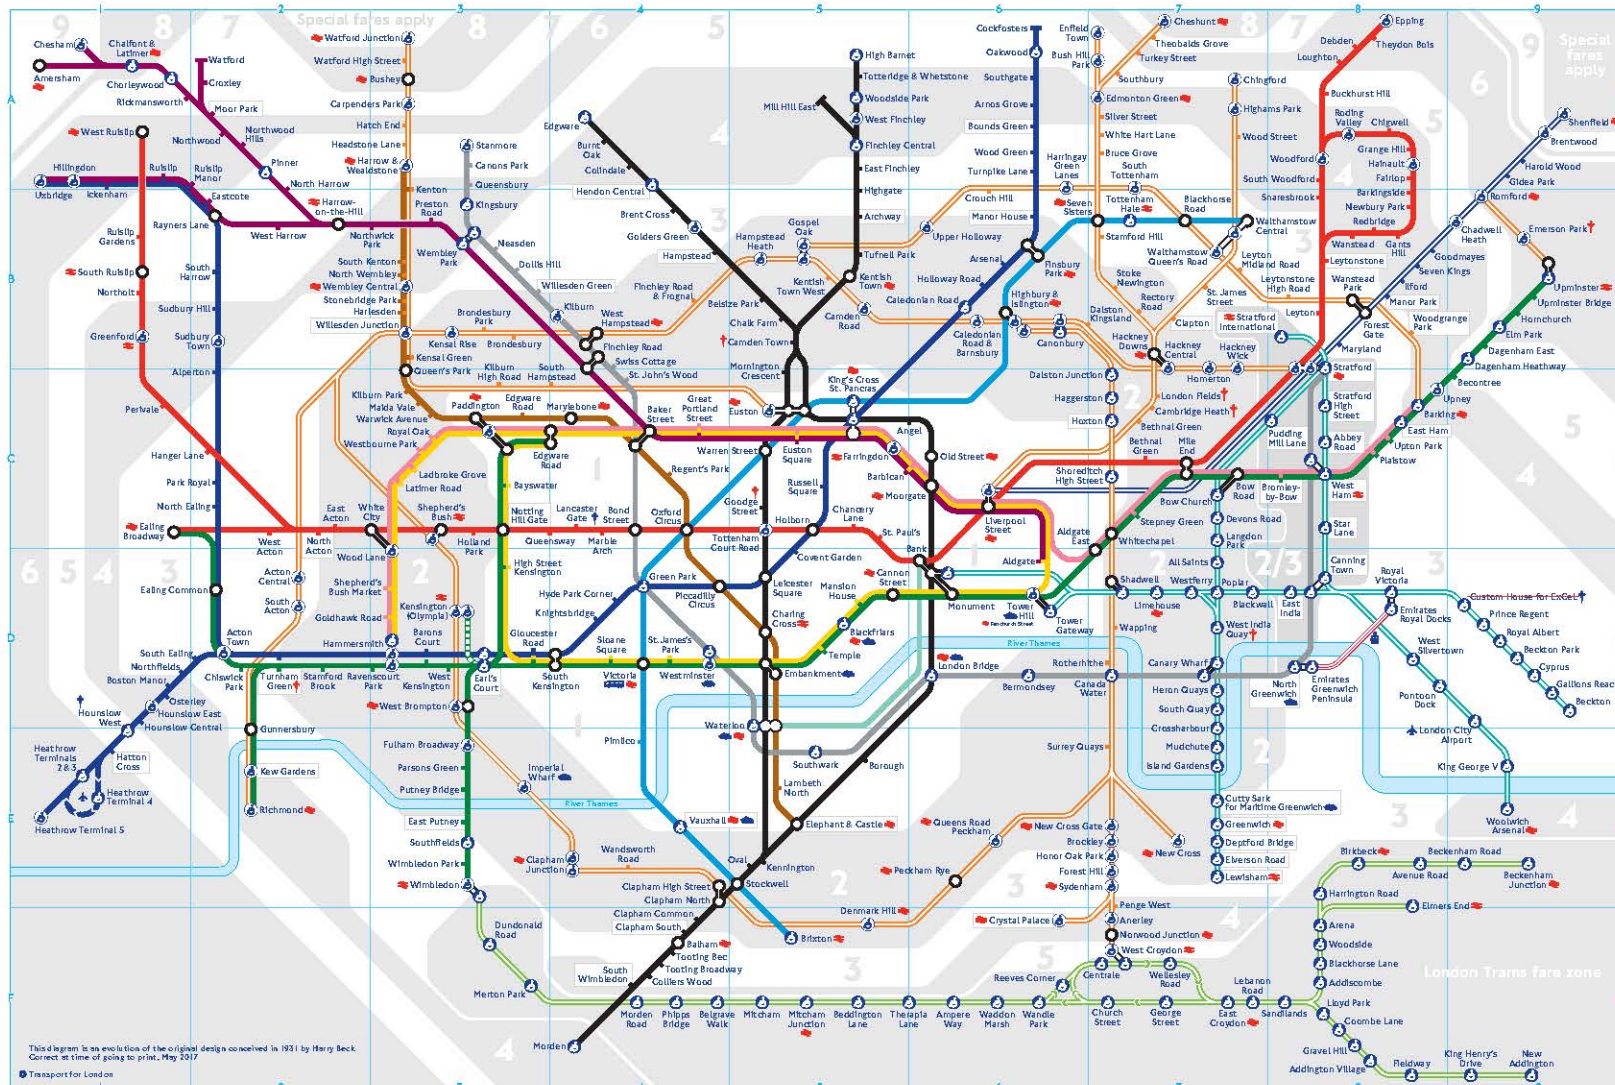 1
2
3
4
5
6
7
8
9
Special fares apply
Special
fares
apply
Chesham
Chalfont &
Latimer
Watford
Amersham
Croxley
Chorleywood
Rickmansworth
Moor Park
Northwood
Northwood
Hills
West Ruislip
Pinner
Hillingdon
Ruislip
Ruislip
Manor
Uxbridge
Ickenham
Eastcote
North Harrow
Harrow-
on-the-Hill
Rayners Lane
West Harrow
Northwick
Park
Preston
Road
Ruislip
Gardens
South Ruislip
Northolt
Greenford
South
Harrow
Sudbury Hill
Sudbury
Town
Alperton
Perivale
Hanger Lane
Park Royal
North Ealing
Ealing
Broadway
West
Acton
North
Acton
East
Acton
White
City
Shepherd's
Bush
Holland
Park
Notting
Hill Gate
Queensway
Lancaster
Gate
Marble
Arch
Bond
Street
Oxford
Circus
Tottenham
Court Road
Holborn
Chancery
Lane
St. Paul's
Bank
Watford Junction
Watford High Street
Bushey
Carpenders Park
Hatch End
Headstone Lane
Harrow &
Wealdstone
Kenton
South Kenton
North Wembley
Wembley Central
Stonebridge Park
Harlesden
Willesden Junction
Kensal Green
Queen's Park
Kilburn Park
Maida Vale
Warwick Avenue
Royal Oak
Westbourne Park
Ladbroke Grove
Latimer Road
Wood Lane
Shepherd's
Bush Market
Goldhawk Road
Hammersmith
Stanmore
Canons Park
Queensbury
Kingsbury
Wembley
Park
Neasden
Dollis Hill
Willesden Green
Kilburn
West
Hampstead
Finchley Road
Swiss Cottage
St. John's Wood
Baker
Street
Kensal Rise
Brondesbury
Park
Brondesbury
Kilburn
High Road
South
Hampstead
Finchley Road
& Frognal
Hampstead
Heath
Gospel
Oak
Kentish
Town West
Camden
Road
Caledonian
Road &
Barnsbury
Upper Holloway
Crouch Hill
Harringay
Green
Lanes
South
Tottenham
Blackhorse
Road
Edgware
Burnt
Oak
Colindale
Hendon Central
Brent Cross
Golders Green
Hampstead
Belsize Park
Chalk Farm
Camden Town
Mornington
Crescent
Euston
High Barnet
Totteridge & Whetstone
Woodside Park
Mill Hill East
West Finchley
Finchley Central
East Finchley
Highgate
Archway
Tufnell Park
Kentish
Town
Cockfosters
Oakwood
Southgate
Arnos Grove
Bounds Green
Wood Green
Turnpike Lane
Manor House
Finsbury
Park
Arsenal
Holloway Road
Caledonian Road
King's Cross
St. Pancras
Enfield
Town
Bush Hill
Park
Cheshunt
Theobalds Grove
Turkey Street
Southbury
Edmonton Green
Silver Street
White Hart Lane
Bruce Grove
Seven
Sisters
Tottenham
Hale
Stamford Hill
Stoke
Newington
Rectory
Road
Chingford
Highams Park
Wood Street
Walthamstow
Central
Walthamstow
Queen's Road
Leyton
Midland Road
St. James
Street
Leytonstone
High Road
Clapton
Hackney
Downs
Hackney
Central
Homerton
Hackney
Wick
Dalston
Kingsland
Canonbury
Highbury &
Islington
Dalston Junction
Haggerston
Hoxton
London Fields
Cambridge Heath
Bethnal Green
Bethnal
Green
Mile
End
Shoreditch
High Street
Epping
Debden
Theydon Bois
Loughton
Buckhurst Hill
Roding
Valley
Chigwell
Woodford
Grange Hill
Hainault
South Woodford
Fairlop
Barkingside
Snaresbrook
Newbury Park
Redbridge
Wanstead
Gants
Hill
Leytonstone
Leyton
Wanstead
Park
Forest
Gate
Manor Park
Woodgrange
Park
Maryland
Stratford
International
Stratford
Shenfield
Brentwood
Harold Wood
Gidea Park
Romford
Emerson Park
Chadwell
Heath
Goodmayes
Seven Kings
Ilford
Upminster
Upminster Bridge
Hornchurch
Elm Park
Dagenham East
Dagenham Heathway
Becontree
Upney
Barking
East Ham
Upton Park
Plaistow
West
Ham
Stratford
High Street
Abbey
Road
Pudding
Mill Lane
Bromley-
by-Bow
Bow
Road
Bow Church
Devons Road
Langdon
Park
All Saints
Star
Lane
Canning
Town
Stepney Green
Whitechapel
Aldgate
East
Aldgate
Paddington
Edgware
Road
Marylebone
Edgware
Road
Great
Portland
Street
Regent's Park
Warren Street
Euston
Square
Goodge
Street
Russell
Square
Angel
Farringdon
Barbican
Moorgate
Old Street
Liverpool
Street
Bayswater
High Street
Kensington
Hyde Park Corner
Knightsbridge
Green Park
Piccadilly
Circus
Leicester
Square
Covent Garden
Charing
Cross
Embankment
Mansion
House
Cannon
Street
Monument
Tower
Hill
Fenchurch Street
Tower
Gateway
Blackfriars
Temple
Shadwell
Limehouse
Westferry
Poplar
Blackwall
East
India
Royal
Victoria
Custom House for ExCeL
Prince Regent
Royal Albert
Beckton Park
Cyprus
Gallions Reach
Beckton
Emirates
Royal Docks
West
Silvertown
Pontoon
Dock
London City
Airport
King George V
Woolwich
Arsenal
Emirates
Greenwich
Peninsula
North
Greenwich
Canary Wharf
West India
Quay
Heron Quays
South Quay
Crossharbour
Mudchute
Island Gardens
Cutty Sark
for Maritime Greenwich
Greenwich
Deptford Bridge
Elverson Road
Lewisham
Wapping
Rotherhithe
Canada
Water
Bermondsey
London Bridge
Surrey Quays
Ealing Common
Acton
Central
South
Acton
Acton
Town
South Ealing
Northfields
Boston Manor
Osterley
Hounslow East
Hounslow Central
Hounslow
West
Hatton
Cross
Heathrow
Terminals
2 & 3
Heathrow
Terminal 4
Heathrow Terminal 5
Chiswick
Park
Turnham
Green
Stamford
Brook
Ravenscourt
Park
West
Kensington
Barons
Court
Kensington
(Olympia)
Earl's
Court
Gloucester
Road
South
Kensington
Sloane
Square
Victoria
St. James's
Park
Westminster
Gunnersbury
Kew Gardens
Richmond
West Brompton
Fulham Broadway
Parsons Green
Putney Bridge
East Putney
Southfields
Wimbledon Park
Wimbledon
Imperial
Wharf
Clapham
Junction
Wandsworth
Road
Clapham High Street
Clapham North
Clapham Common
Clapham South
Balham
Tooting Bec
Tooting Broadway
Colliers Wood
South
Wimbledon
Morden
Pimlico
Vauxhall
Oval
Kennington
Stockwell
Brixton
Waterloo
Southwark
Lambeth
North
Borough
Elephant & Castle
River Thames
River Thames
Denmark Hill
Peckham Rye
Queens Road
Peckham
New Cross Gate
New Cross
Brockley
Honor Oak Park
Forest Hill
Sydenham
Crystal Palace
Penge West
Anerley
Norwood Junction
West Croydon
Dundonald
Road
Merton Park
Morden
Road
Phipps
Bridge
Belgrave
Walk
Mitcham
Mitcham
Junction
Beddington
Lane
Therapia
Lane
Ampere
Way
Waddon
Marsh
Wandle
Park
Reeves Corner
Centrale
Wellesley
Road
Church
Street
George
Street
East
Croydon
Lebanon
Road
Sandilands
Lloyd Park
Coombe Lane
Gravel Hill
Addington Village
Fieldway
King Henry's
Drive
New
Addington
Addiscombe
Blackhorse Lane
Woodside
Arena
Elmers End
Harrington Road
Birkbeck
Avenue Road
Beckenham Road
Beckenham
Junction
London Trams fare zone
2/3
A
B
C
D
E
F
This diagram is an evolution of the original design conceived in 1931 by Harry Beck.
Correct at time of going to print, May 2017
Transport for London